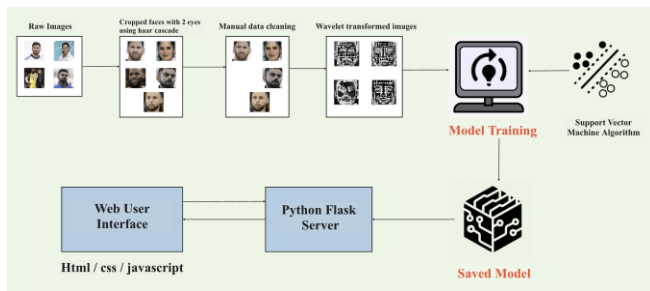 Raw Images
Cropped faces with 2 eyes
using haar cascade
Manual data cleaning
Wavelet transformed images
Model Training
Support Vector
Machine Algorithm
Web User
Interface
Python Flask
Server
Html / css / javascript
Saved Model